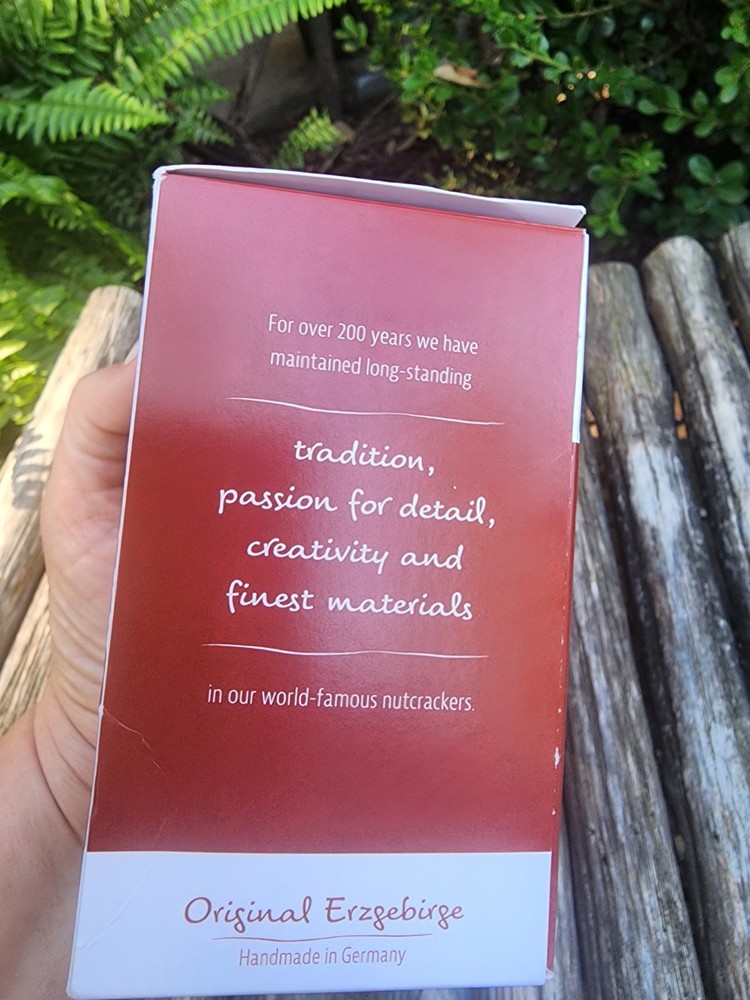 For over 200 years we have
maintained long-standing
tradition,
passion for detail,
creativity and
finest materials
in our world-famous nutcrackers.
Original Erzgebirge
Handmade in Germany